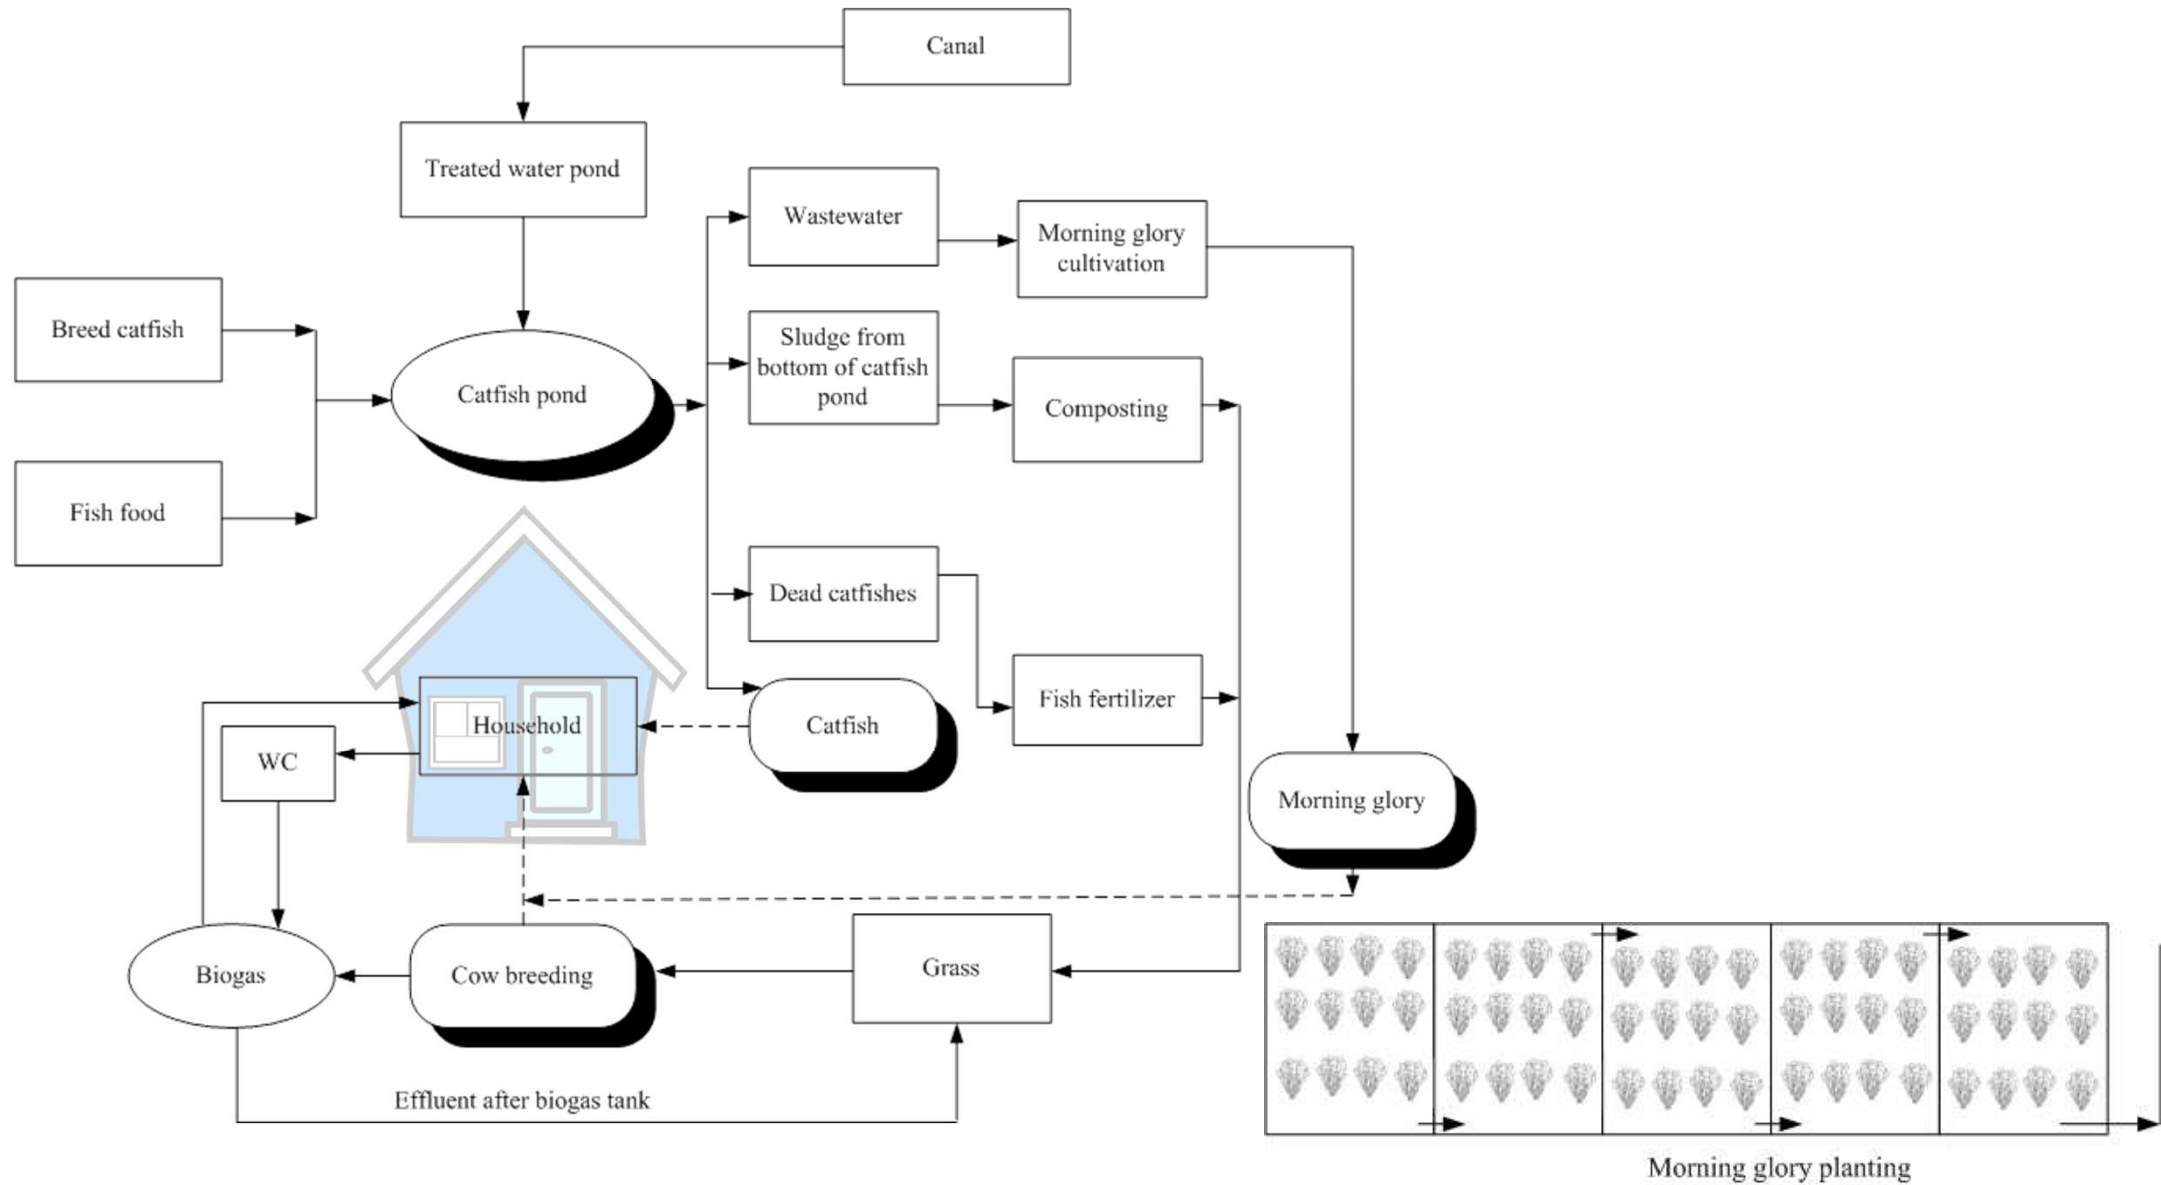 Canal
Treated water pond
Wastewater
Morning glory
cultivation
Breed catfish
Sludge from
bottom of catfish
pond
Catfish pond
Composting
Fish food
Dead catfishes
Fish fertilizer
Household
Catfish
WC
Morning glory
Biogas
Cow breeding
Grass
Effluent after biogas tank
Morning glory planting